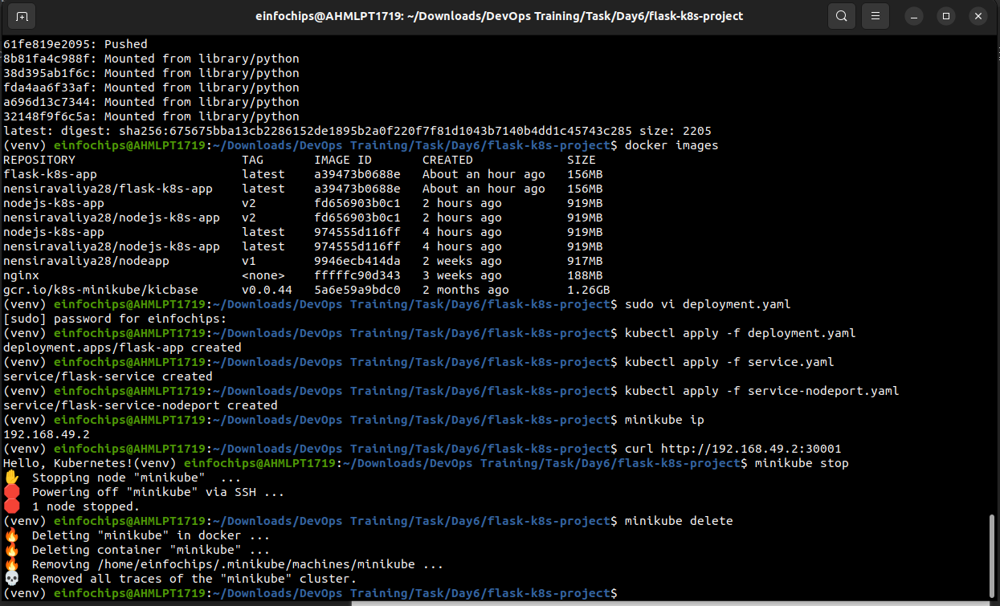 einfochips@AHMLPT1719: ~/Downloads/DevOps Training/Task/Day6/flask-k8s-project
61fe819e2095: Pushed
8b81fa4c988f: Mounted from library/python
38d395ab1f6c: Mounted from library/python
fda4aa6f33af: Mounted from library/python
a696d13c7344: Mounted from library/python
32148f9f6c5a: Mounted from library/python
latest: digest: sha256:675675bba13cb2286152de1895b2a0f220f7f81d1043b7140b4dd1c45743c285 size: 2205
(venv) einfochips@AHMLPT1719:~/Downloads/DevOps Training/Task/Day6/flask-k8s-project$ docker images
REPOSITORY                       TAG       IMAGE ID       CREATED             SIZE
flask-k8s-app                    latest    a39473b0688e   About an hour ago   156MB
nensiravaliya28/flask-k8s-app    latest    a39473b0688e   About an hour ago   156MB
nodejs-k8s-app                   v2        fd656903b0c1   2 hours ago         919MB
nensiravaliya28/nodejs-k8s-app   v2        fd656903b0c1   2 hours ago         919MB
nodejs-k8s-app                   latest    974555d116ff   4 hours ago         919MB
nensiravaliya28/nodejs-k8s-app   latest    974555d116ff   4 hours ago         919MB
nensiravaliya28/nodeapp          v1        9946ecb414da   2 weeks ago         917MB
nginx                            <none>    fffffc90d343   3 weeks ago         188MB
gcr.io/k8s-minikube/kicbase      v0.0.44   5a6e59a9bdc0   2 months ago        1.26GB
(venv) einfochips@AHMLPT1719:~/Downloads/DevOps Training/Task/Day6/flask-k8s-project$ sudo vi deployment.yaml
[sudo] password for einfochips:
(venv) einfochips@AHMLPT1719:~/Downloads/DevOps Training/Task/Day6/flask-k8s-project$ kubectl apply -f deployment.yaml
deployment.apps/flask-app created
(venv) einfochips@AHMLPT1719:~/Downloads/DevOps Training/Task/Day6/flask-k8s-project$ kubectl apply -f service.yaml
service/flask-service created
(venv) einfochips@AHMLPT1719:~/Downloads/DevOps Training/Task/Day6/flask-k8s-project$ kubectl apply -f service-nodeport.yaml
service/flask-service-nodeport created
(venv) einfochips@AHMLPT1719:~/Downloads/DevOps Training/Task/Day6/flask-k8s-project$ minikube ip
192.168.49.2
(venv) einfochips@AHMLPT1719:~/Downloads/DevOps Training/Task/Day6/flask-k8s-project$ curl http://192.168.49.2:30001
Hello, Kubernetes!(venv) einfochips@AHMLPT1719:~/Downloads/DevOps Training/Task/Day6/flask-k8s-project$ minikube stop
✋  Stopping node "minikube"  ...
🛑  Powering off "minikube" via SSH ...
🛑  1 node stopped.
(venv) einfochips@AHMLPT1719:~/Downloads/DevOps Training/Task/Day6/flask-k8s-project$ minikube delete
🔥  Deleting "minikube" in docker ...
🔥  Deleting container "minikube" ...
🔥  Removing /home/einfochips/.minikube/machines/minikube ...
💀  Removed all traces of the "minikube" cluster.
(venv) einfochips@AHMLPT1719:~/Downloads/DevOps Training/Task/Day6/flask-k8s-project$